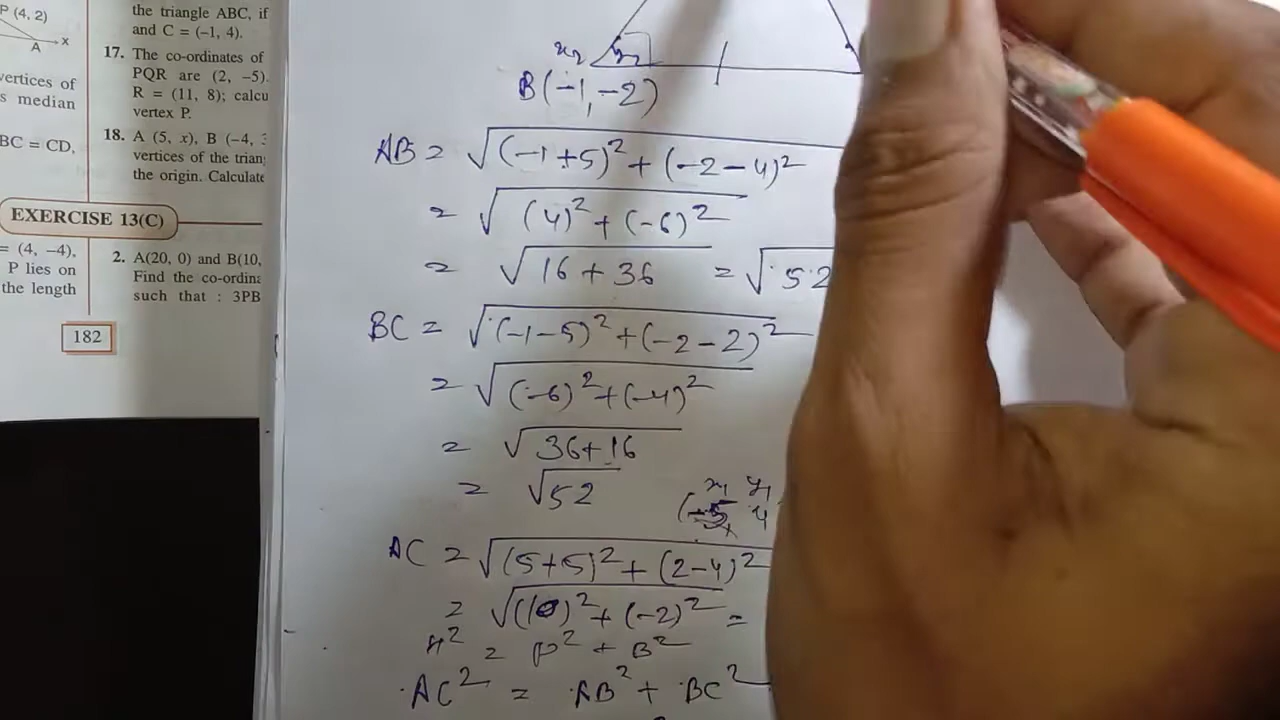 P (4, 2)
A
x
vertices of
s median
BC = CD,
EXERCISE 13(C)
= (4, –4),
P lies on
the length
182
the triangle ABC, if
and C = (–1, 4).
17. The co-ordinates of
PQR are (2, –5).
R = (11, 8); calcu
vertex P.
18. A (5, x), B (–4, 3
vertices of the trian
the origin. Calculate
2. A(20, 0) and B(10,
Find the co-ordina
such that : 3PB
x2 y2
B(-1, -2)
AB = √(-1+5)² + (-2-4)²
= √(4)² + (-6)²
= √16 + 36 = √52
BC = √(-1-5)² + (-2-2)²
= √(-6)² + (-4)²
= √36+16
= √52
x1 y1
(-5 4
AC = √(5+5)² + (2-4)²
= √(10)² + (-2)² =
H² = P² + B²
AC² = AB² + BC²